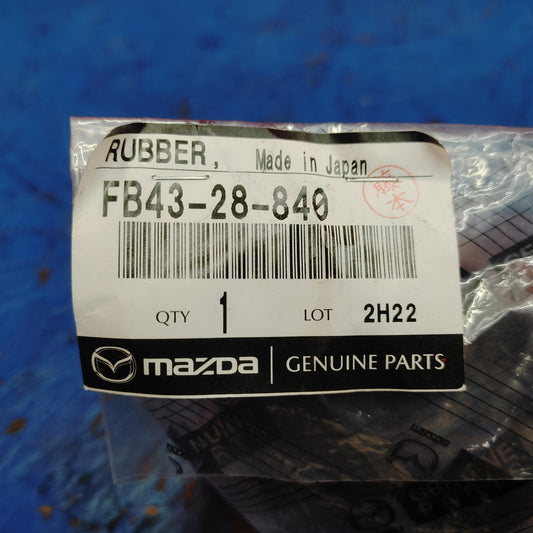 RUBBER, Made in Japan
FB43-28-840
QTY 1 LOT 2H22
mazda GENUINE PARTS